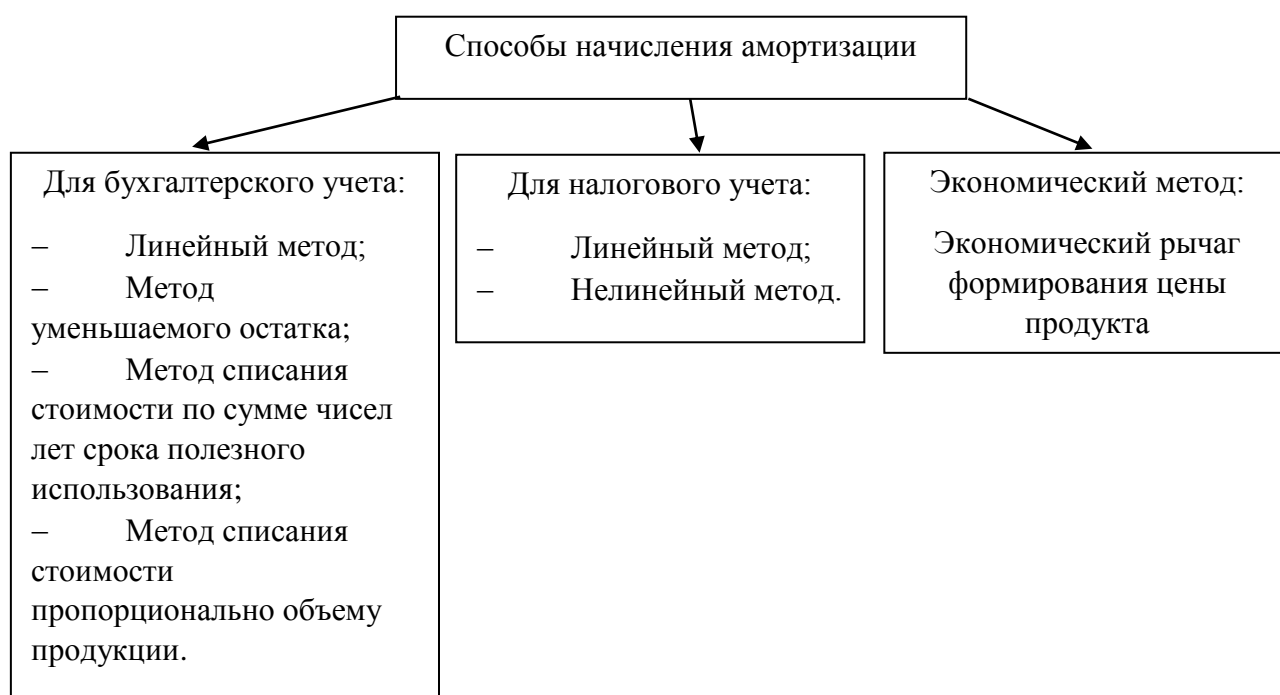 Способы начисления амортизации
Для бухгалтерского учета:
– Линейный метод;
– Метод
уменьшаемого остатка;
– Метод списания
стоимости по сумме чисел
лет срока полезного
использования;
– Метод списания
стоимости
пропорционально объему
продукции.
Для налогового учета:
– Линейный метод;
– Нелинейный метод.
Экономический метод:
Экономический рычаг
формирования цены
продукта